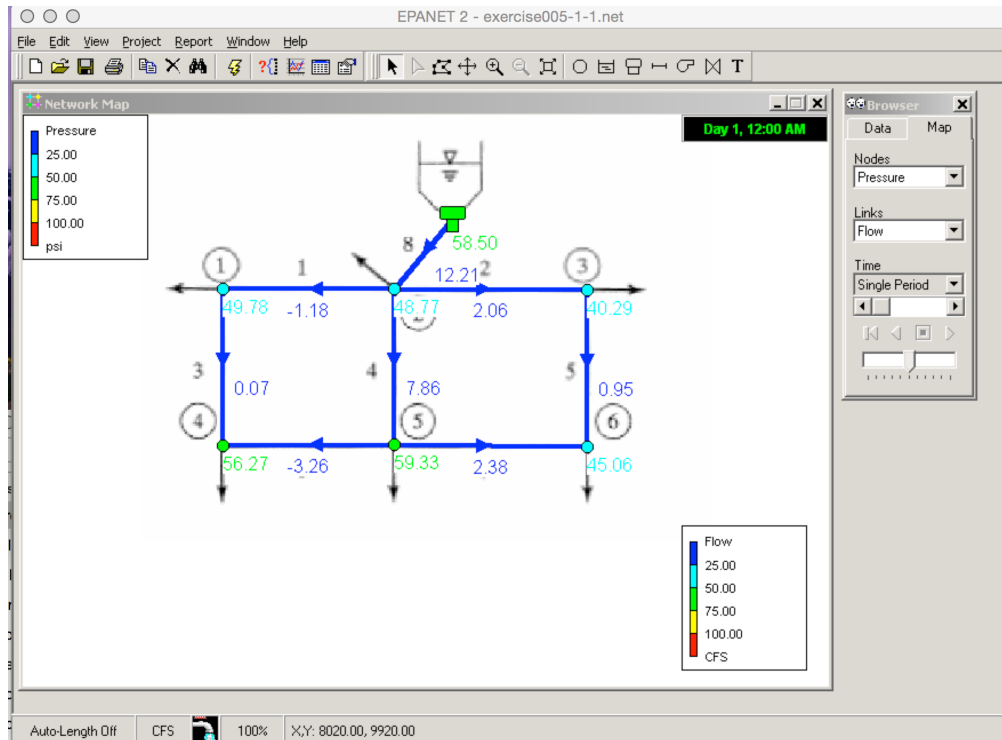 EPANET 2 - exercise005-1-1.net
File Edit View Project Report Window Help
T
Network Map
Browser
Pressure
25.00
50.00
75.00
100.00
psi
Day 1, 12:00 AM
Data Map
Nodes
Pressure
Links
Flow
Time
Single Period
8 58.50
1 1 12.21 2 3
49.78 -1.18 48.77 2.06 40.29
3 0.07 4 7.86 5 0.95
4 5 6
56.27 -3.26 59.33 2.38 45.06
Flow
25.00
50.00
75.00
100.00
CFS
Auto-Length Off CFS 100% X,Y: 8020.00, 9920.00